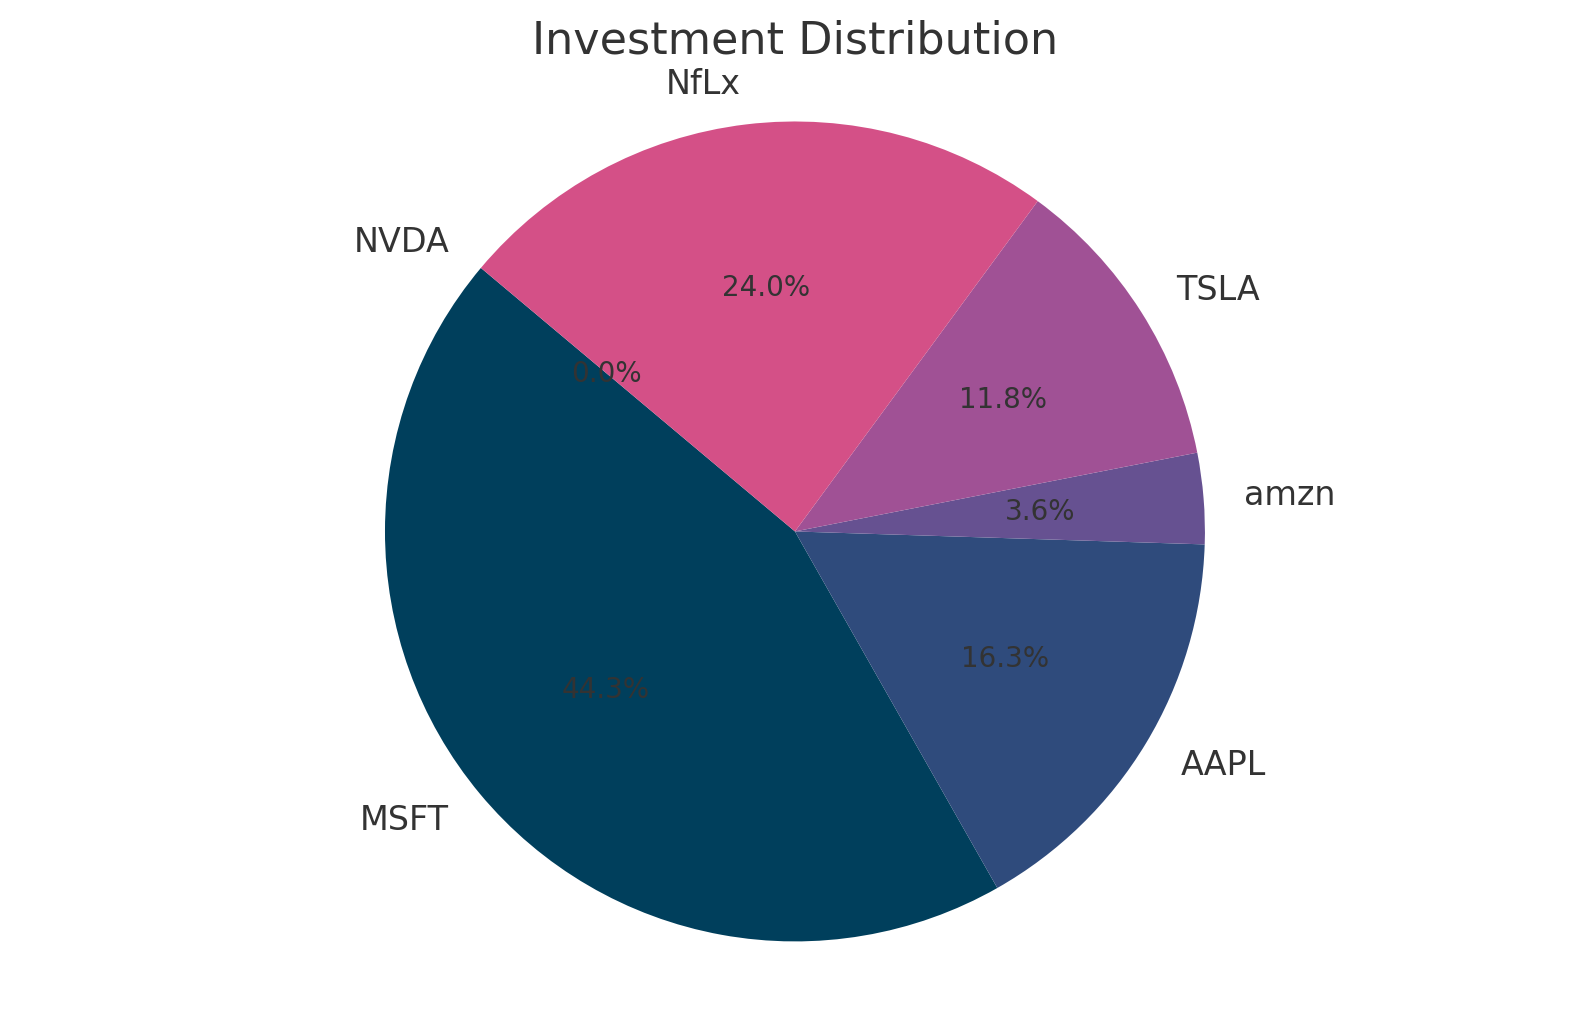 Investment Distribution
NfLx
NVDA
TSLA
24.0%
0.0%
11.8%
amzn
3.6%
16.3%
44.3%
AAPL
MSFT